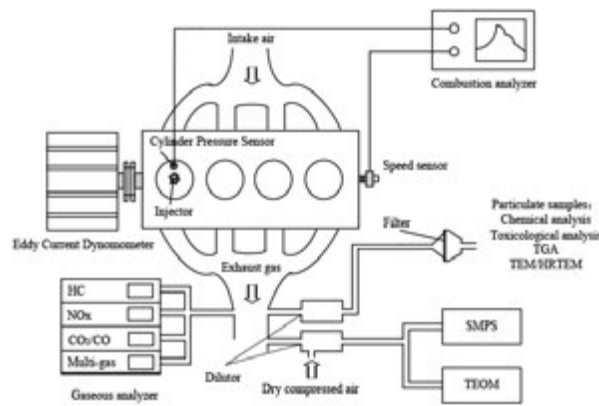 Intake air
Combustion analyzer
Cylinder Pressure Sensor
Speed sensor
Injector
Eddy Current Dynomometer
Particulate samples:
Chemical analysis
Toxicological analysis
TGA
TEM/HRTEM
Filter
Exhaust gas
HC
NOx
CO₂/CO
Multi-gas
Gaseous analyzer
Dilutor
Dry compressed air
SMPS
TEOM